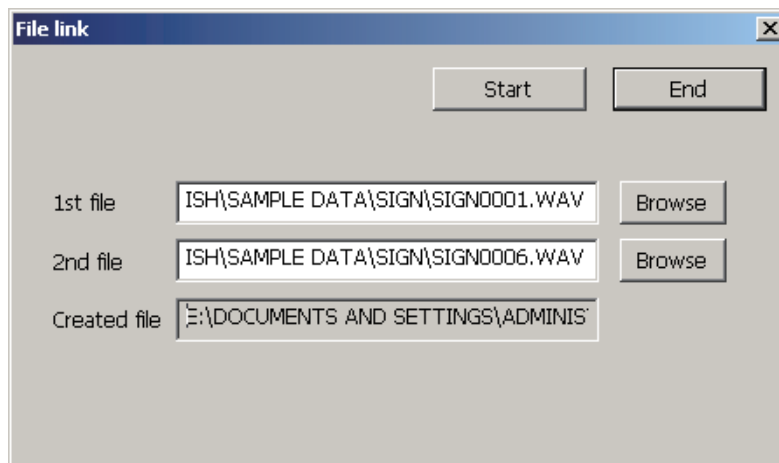 File link
Start End
1st file ISH\SAMPLE DATA\SIGN\SIGN0001.WAV Browse
2nd file ISH\SAMPLE DATA\SIGN\SIGN0006.WAV Browse
Created file E:\DOCUMENTS AND SETTINGS\ADMINIS